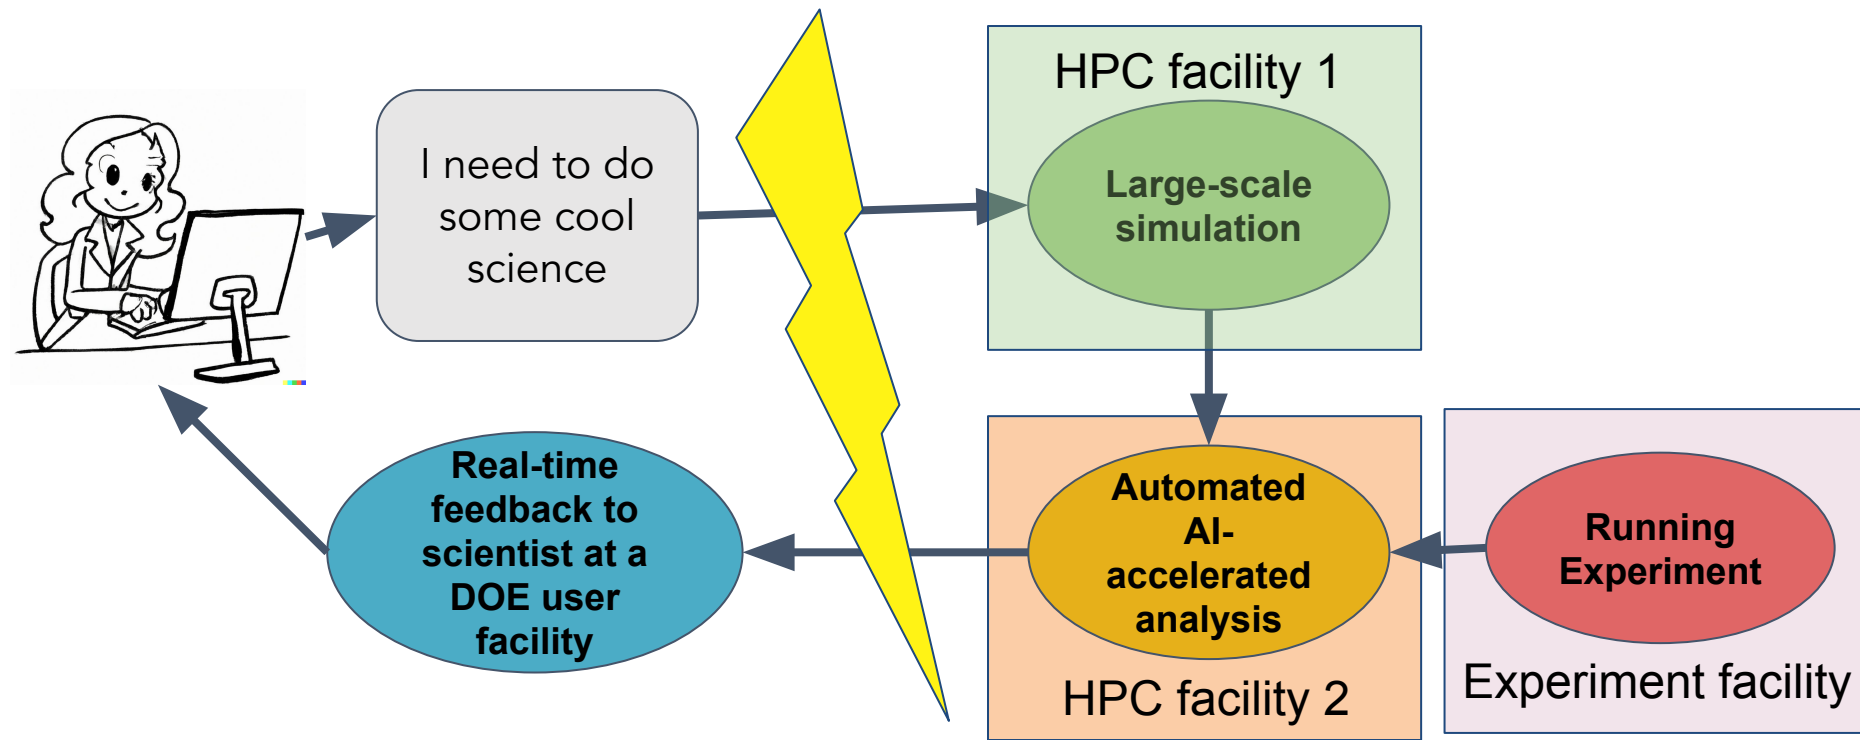 I need to do
some cool
science
HPC facility 1
Large-scale
simulation
Real-time
feedback to
scientist at a
DOE user
facility
Automated
AI-
accelerated
analysis
HPC facility 2
Running
Experiment
Experiment facility